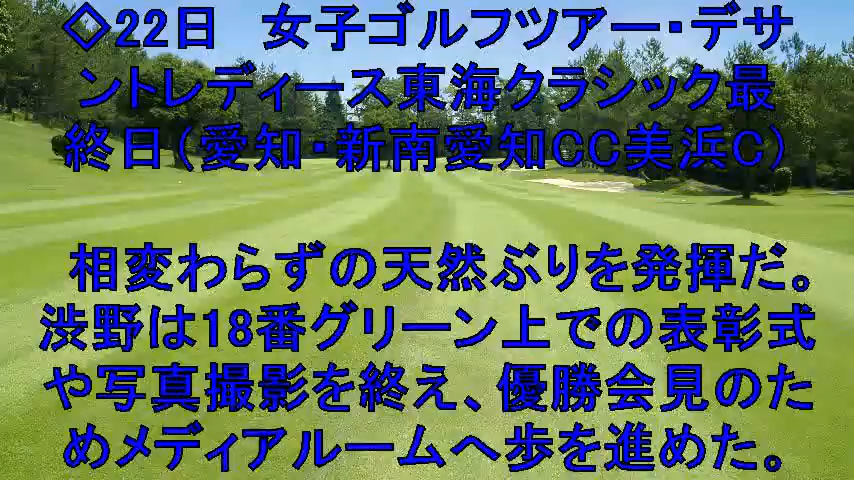 ◇22日　女子ゴルフツアー・デサ
ントレディース東海クラシック最
終日（愛知・新南愛知CC美浜C）
相変わらずの天然ぶりを発揮だ。
渋野は18番グリーン上での表彰式
や写真撮影を終え、優勝会見のた
めメディアルームへ歩を進めた。